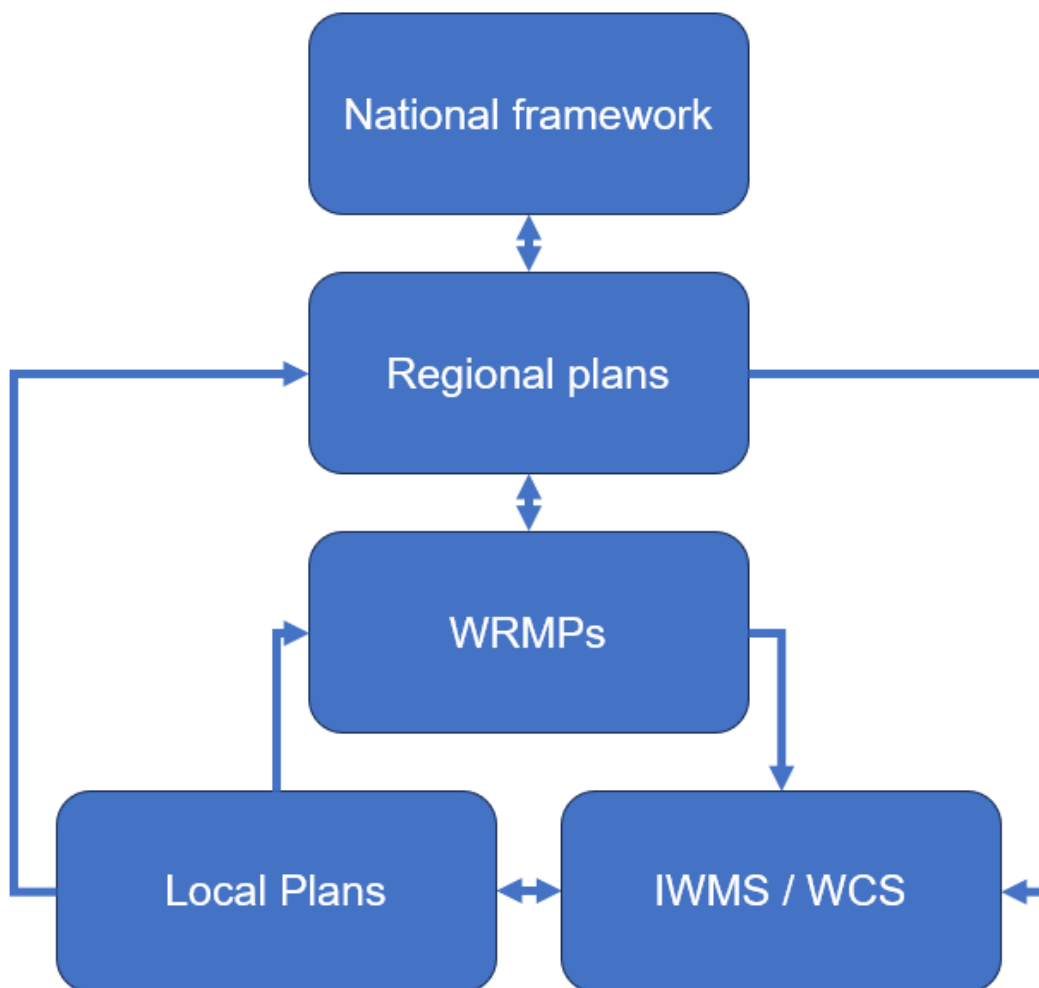 National framework
Regional plans
WRMPs
Local Plans
IWMS / WCS